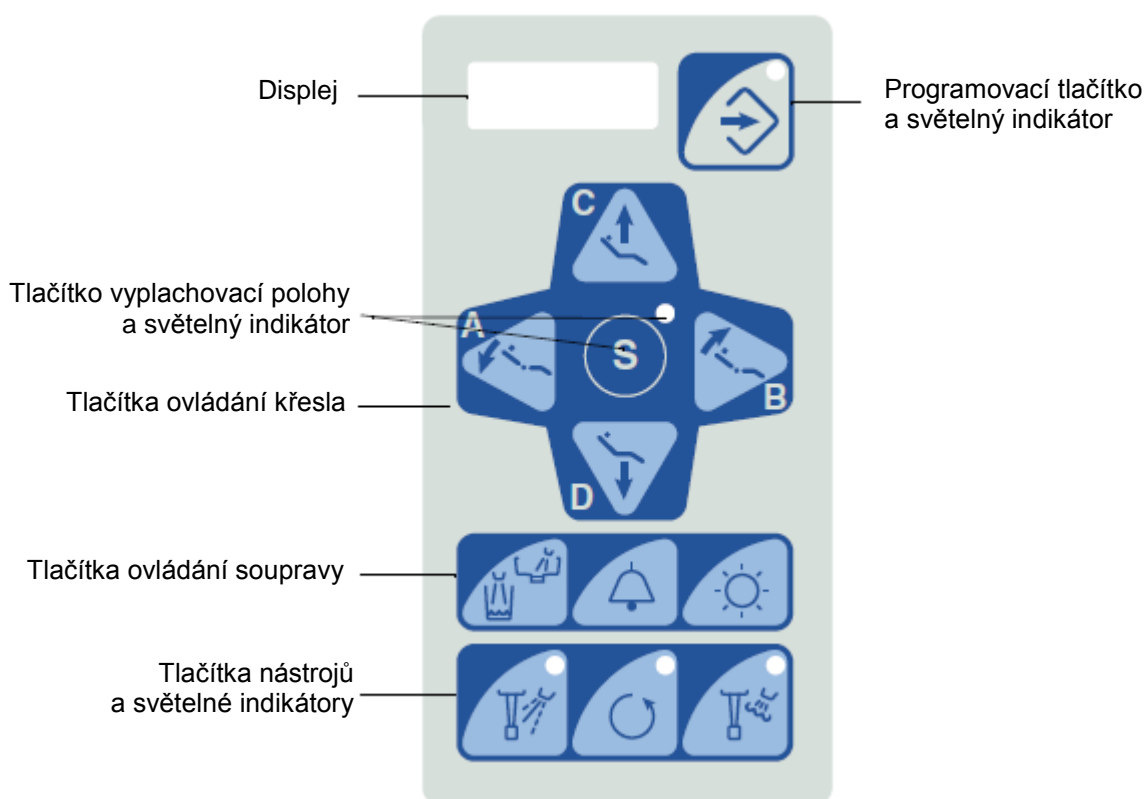 Displej
Programovací tlačítko
a světelný indikátor
C
Tlačítko vyplachovací polohy
a světelný indikátor
A
S
Tlačítka ovládání křesla
B
D
Tlačítka ovládání soupravy
Tlačítka nástrojů
a světelné indikátory